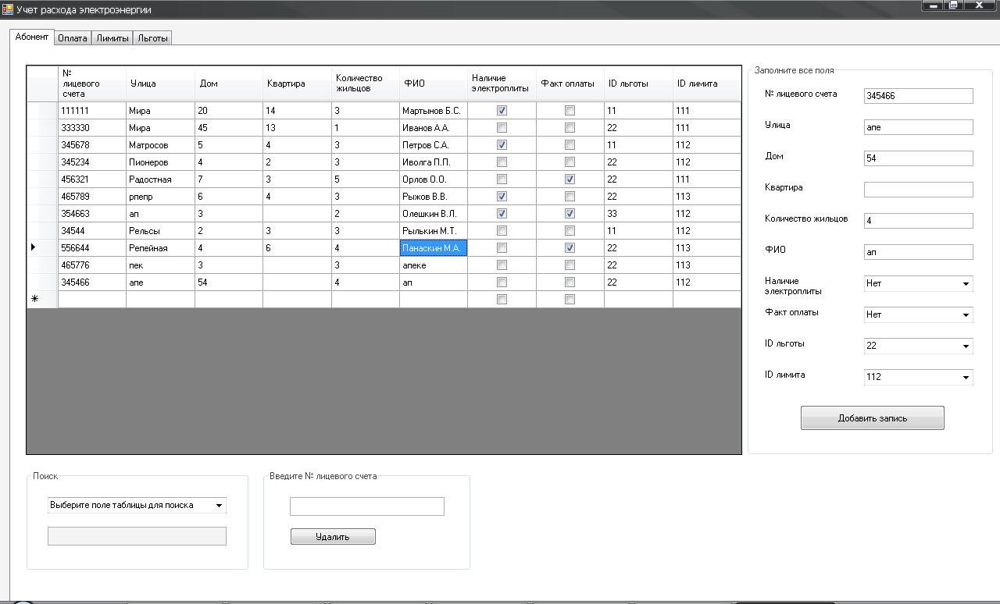 Учет расхода электроэнергии
Абонент Оплата Лимиты Льготы
№ лицевого счета Улица Дом Квартира Количество жильцов ФИО Наличие электроплиты Факт оплаты ID льготы ID лимита
111111 Мира 20 14 3 Мартынов Б.С. 11 111
333330 Мира 45 13 1 Иванов А.А. 22 111
345678 Матросов 5 4 3 Петров С.А. 11 112
345234 Пионеров 4 2 3 Иволга П.П. 22 112
456321 Радостная 7 3 5 Орлов О.О. 22 111
465789 рпепр 6 4 3 Рыжов В.В. 22 113
354663 ап 3 2 Олешкин В.Л. 33 112
34544 Рельсы 2 3 3 Рылькин М.Т. 11 112
556644 Репейная 4 6 4 Панаскин М.А. 22 113
465776 пек 3 3 апеке 22 113
345466 апе 54 4 ап 22 112
Заполните все поля
№ лицевого счета 345466
Улица апе
Дом 54
Квартира
Количество жильцов 4
ФИО ап
Наличие
электроплиты Нет
Факт оплаты Нет
ID льготы 22
ID лимита 112
Добавить запись
Поиск
Выберите поле таблицы для поиска
Введите № лицевого счета
Удалить